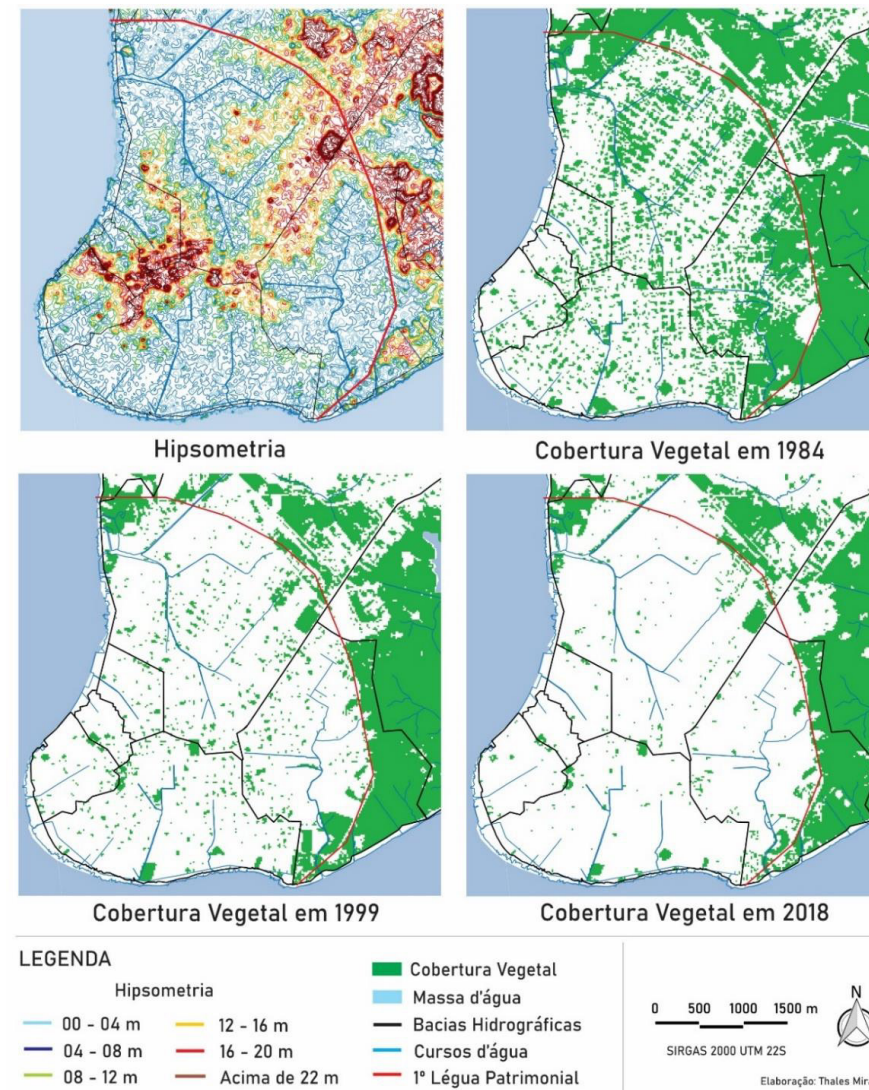 Hipsometria
Cobertura Vegetal em 1984
Cobertura Vegetal em 1999
Cobertura Vegetal em 2018
LEGENDA
Hipsometria
00 - 04 m
04 - 08 m
08 - 12 m
12 - 16 m
16 - 20 m
Acima de 22 m
Cobertura Vegetal
Massa d'água
Bacias Hidrográficas
Cursos d'água
1º Légua Patrimonial
0 500 1000 1500 m
SIRGAS 2000 UTM 22S
N
Elaboração: Thales Mir